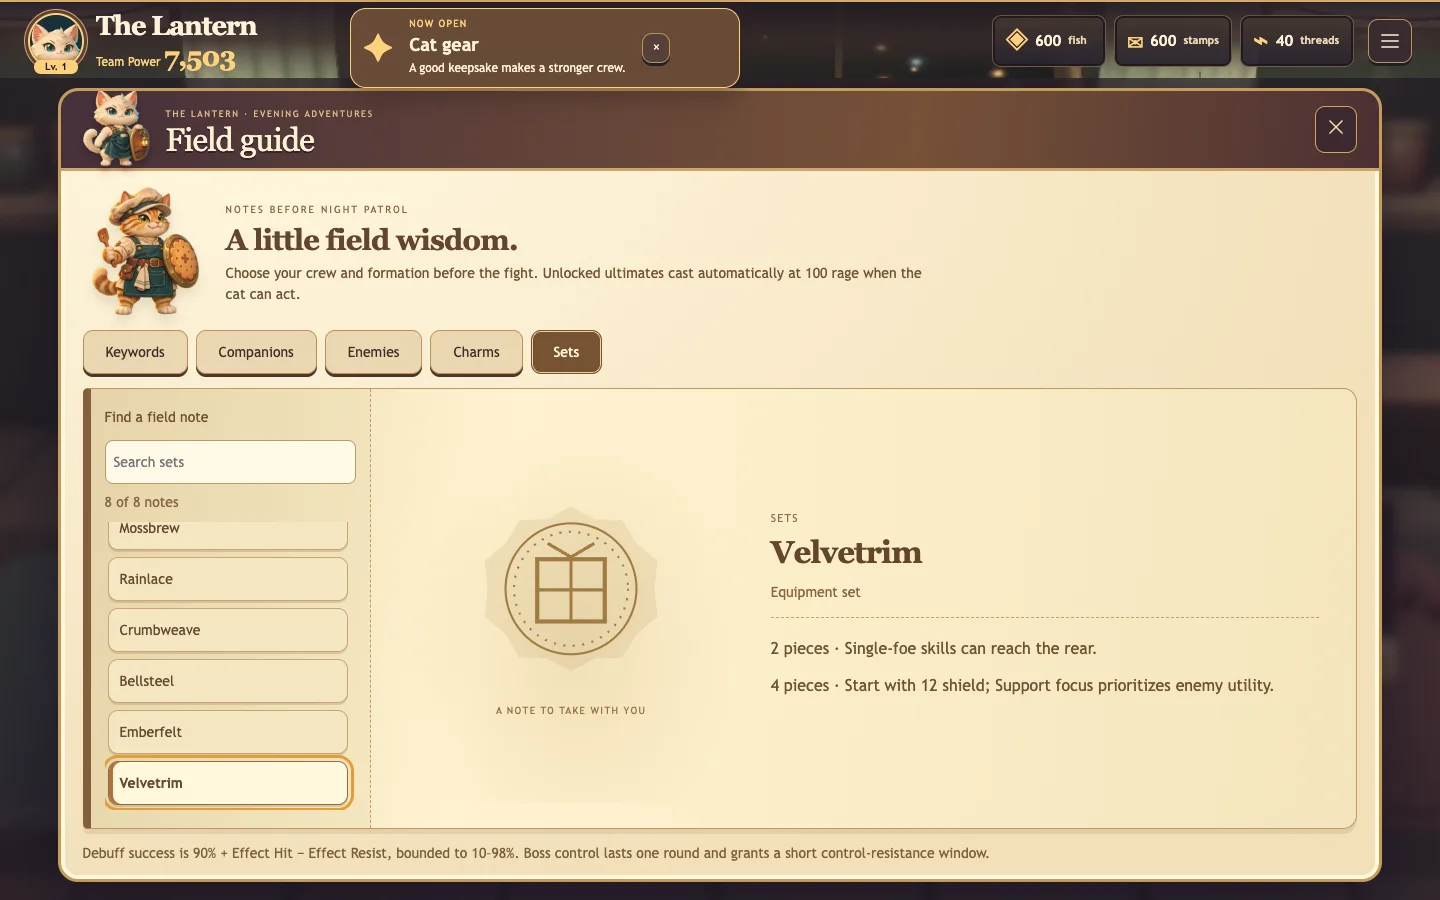 The Lantern
Lv. 1
Team Power 7,503
NOW OPEN
Cat gear
A good keepsake makes a stronger crew.
×
600 fish
600 stamps
40 threads
THE LANTERN · EVENING ADVENTURES
Field guide
NOTES BEFORE NIGHT PATROL
A little field wisdom.
Choose your crew and formation before the fight. Unlocked ultimates cast automatically at 100 rage when the
cat can act.
Keywords
Companions
Enemies
Charms
Sets
Find a field note
Search sets
8 of 8 notes
Mossbrew
Rainlace
Crumbweave
Bellsteel
Emberfelt
Velvetrim
A NOTE TO TAKE WITH YOU
SETS
Velvetrim
Equipment set
2 pieces · Single-foe skills can reach the rear.
4 pieces · Start with 12 shield; Support focus prioritizes enemy utility.
Debuff success is 90% + Effect Hit − Effect Resist, bounded to 10–98%. Boss control lasts one round and grants a short control-resistance window.